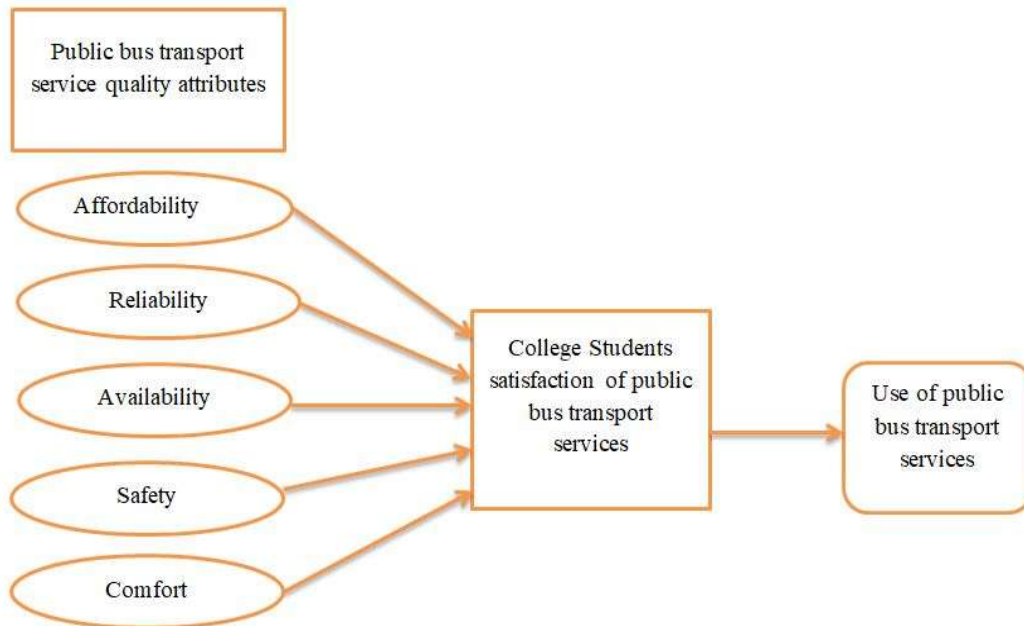 Public bus transport
service quality attributes
Affordability
Reliability
Availability
Safety
Comfort
College Students
satisfaction of public
bus transport
services
Use of public
bus transport
services